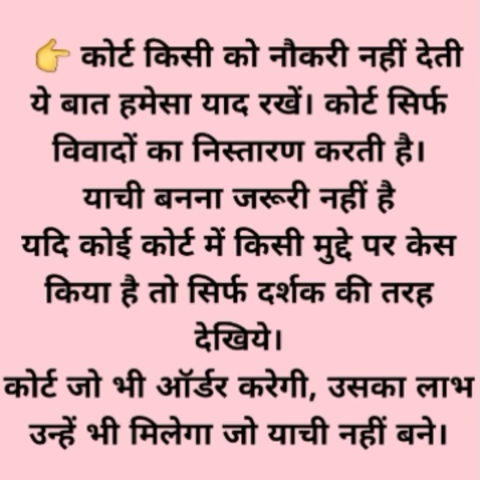 👉 कोर्ट किसी को नौकरी नहीं देती
ये बात हमेसा याद रखें। कोर्ट सिर्फ
विवादों का निस्तारण करती है।
याची बनना जरूरी नहीं है
यदि कोई कोर्ट में किसी मुद्दे पर केस
किया है तो सिर्फ दर्शक की तरह
देखिये।
कोर्ट जो भी ऑर्डर करेगी, उसका लाभ
उन्हें भी मिलेगा जो याची नहीं बने।